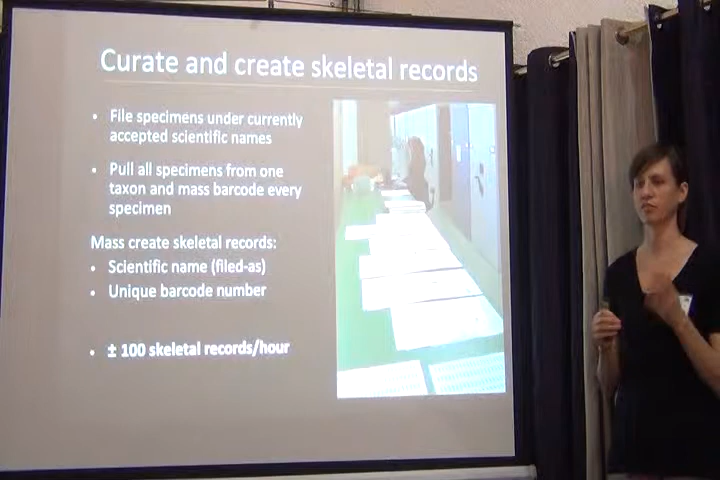 Curate and create skeletal records
• File specimens under currently
accepted scientific names
• Pull all specimens from one
taxon and mass barcode every
specimen
Mass create skeletal records:
• Scientific name (filed-as)
• Unique barcode number
• ± 100 skeletal records/hour